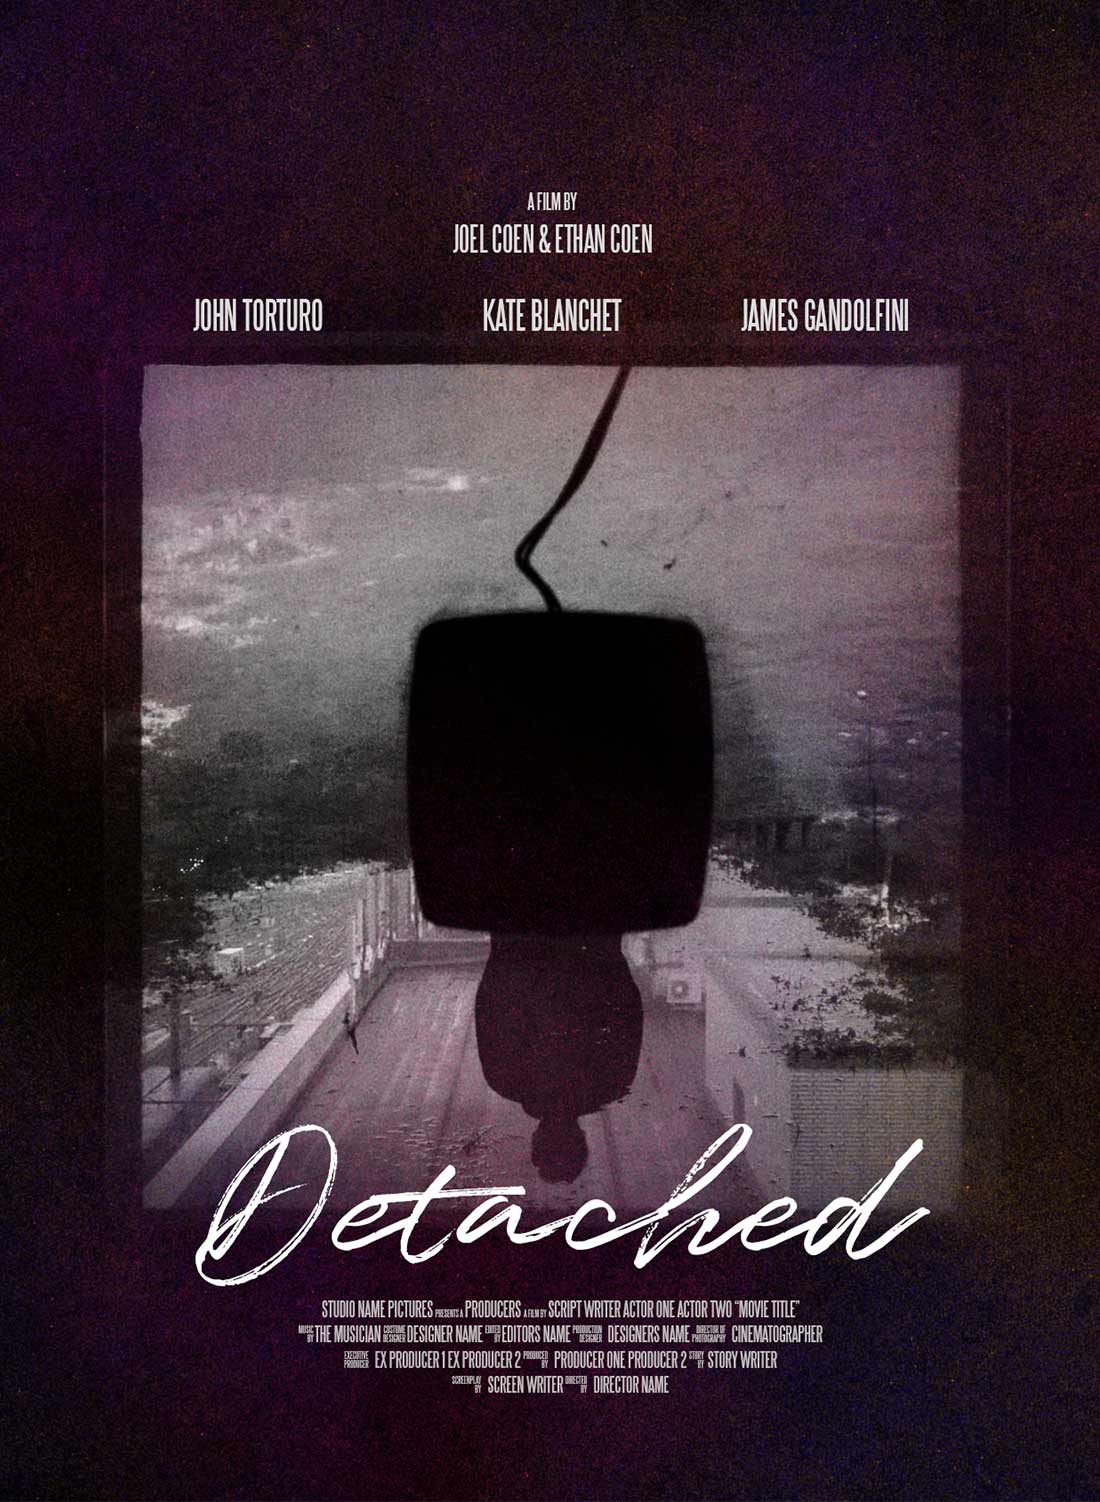 A FILM BY
JOEL COEN & ETHAN COEN
JOHN TORTURO KATE BLANCHET JAMES GANDOLFINI
Detached
STUDIO NAME PICTURES PRESENTS A PRODUCERS A FILM BY SCRIPT WRITER ACTOR ONE ACTOR TWO "MOVIE TITLE"
MUSIC BY THE MUSICIAN COSTUME DESIGNER DESIGNER NAME EDITED BY EDITORS NAME PRODUCTION DESIGNER DESIGNERS NAME DIRECTOR OF PHOTOGRAPHY CINEMATOGRAPHER
EXECUTIVE PRODUCER EX PRODUCER 1 EX PRODUCER 2 PRODUCED BY PRODUCER ONE PRODUCER 2 STORY BY STORY WRITER
SCREENPLAY BY SCREEN WRITER DIRECTED BY DIRECTOR NAME